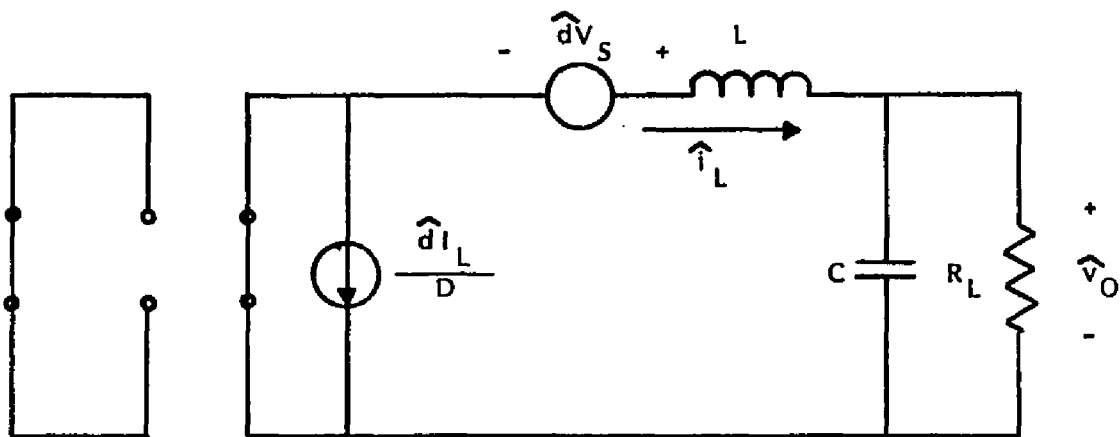 - d̂V_S + L
î_L
d̂I_L
D
C
R_L
+
v̂_O
-